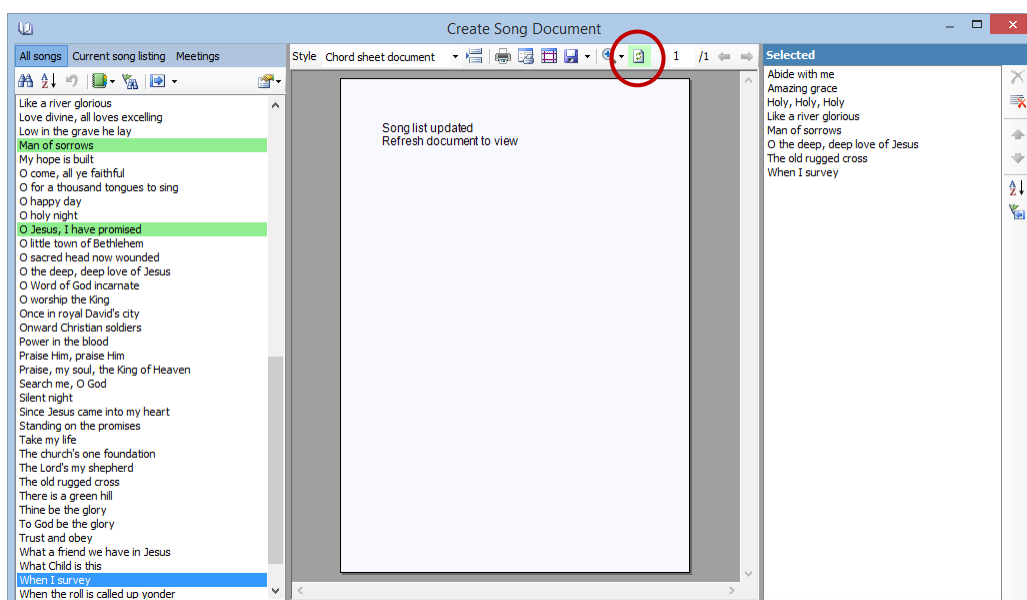 Create Song Document
All songs Current song listing Meetings
Style Chord sheet document
1 /1
Selected
Like a river glorious
Love divine, all loves excelling
Low in the grave he lay
Man of sorrows
My hope is built
O come, all ye faithful
O for a thousand tongues to sing
O happy day
O holy night
O Jesus, I have promised
O little town of Bethlehem
O sacred head now wounded
O the deep, deep love of Jesus
O Word of God incarnate
O worship the King
Once in royal David's city
Onward Christian soldiers
Power in the blood
Praise Him, praise Him
Praise, my soul, the King of Heaven
Search me, O God
Silent night
Since Jesus came into my heart
Standing on the promises
Take my life
The church's one foundation
The Lord's my shepherd
The old rugged cross
There is a green hill
Thine be the glory
To God be the glory
Trust and obey
What a friend we have in Jesus
What Child is this
When I survey
When the roll is called up yonder
Song list updated
Refresh document to view
Abide with me
Amazing grace
Holy, Holy, Holy
Like a river glorious
Man of sorrows
O the deep, deep love of Jesus
The old rugged cross
When I survey